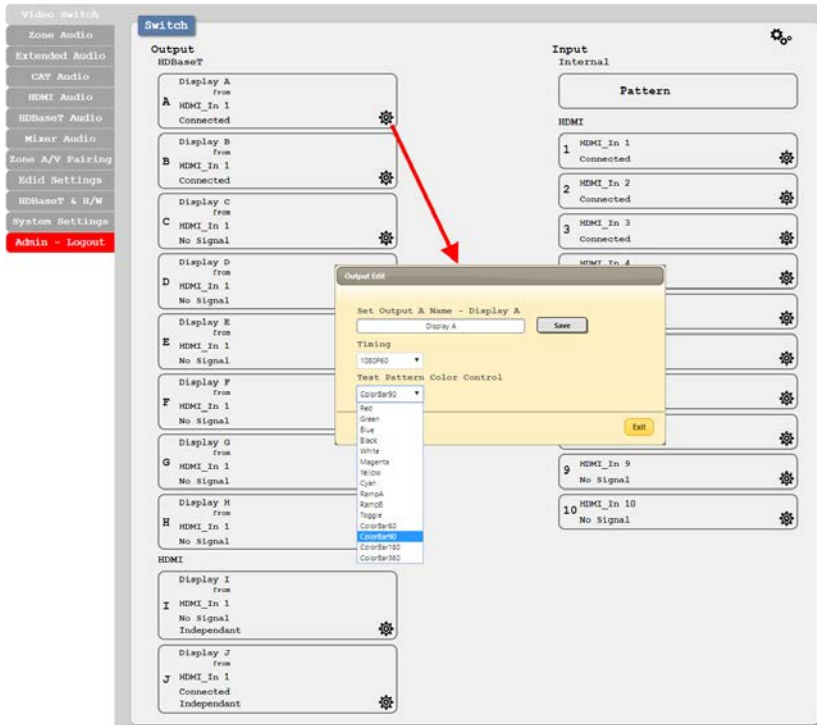 Video Switch
Zone Audio
Extended Audio
CAT Audio
HDMI Audio
HDBaseT Audio
Mixer Audio
Zone A/V Pairing
Edid Settings
HDBaseT & H/W
System Settings
Admin - Logout
Switch
Output
HDBaseT
Display A
from
A HDMI_In 1
Connected
Display B
from
B HDMI_In 1
Connected
Display C
from
C HDMI_In 1
No Signal
Display D
from
D HDMI_In 1
No Signal
Display E
from
E HDMI_In 1
No Signal
Display F
from
F HDMI_In 1
No Signal
Display G
from
G HDMI_In 1
No Signal
Display H
from
H HDMI_In 1
No Signal
HDMI
Display I
from
I HDMI_In 1
No Signal
Independant
Display J
from
J HDMI_In 1
Connected
Independant
Input
Internal
Pattern
HDMI
1 HDMI_In 1
Connected
2 HDMI_In 2
Connected
3 HDMI_In 3
Connected
HDMI_In 4
9 HDMI_In 9
No Signal
10 HDMI_In 10
No Signal
Output Edit
Set Output A Name - Display A
Display A
Save
Timing
1080P60
Test Pattern Color Control
ColorBar90
Red
Green
Blue
Black
White
Magenta
Yellow
Cyan
RampA
RampB
Toggle
ColorBar60
ColorBar90
ColorBar180
ColorBar360
Exit